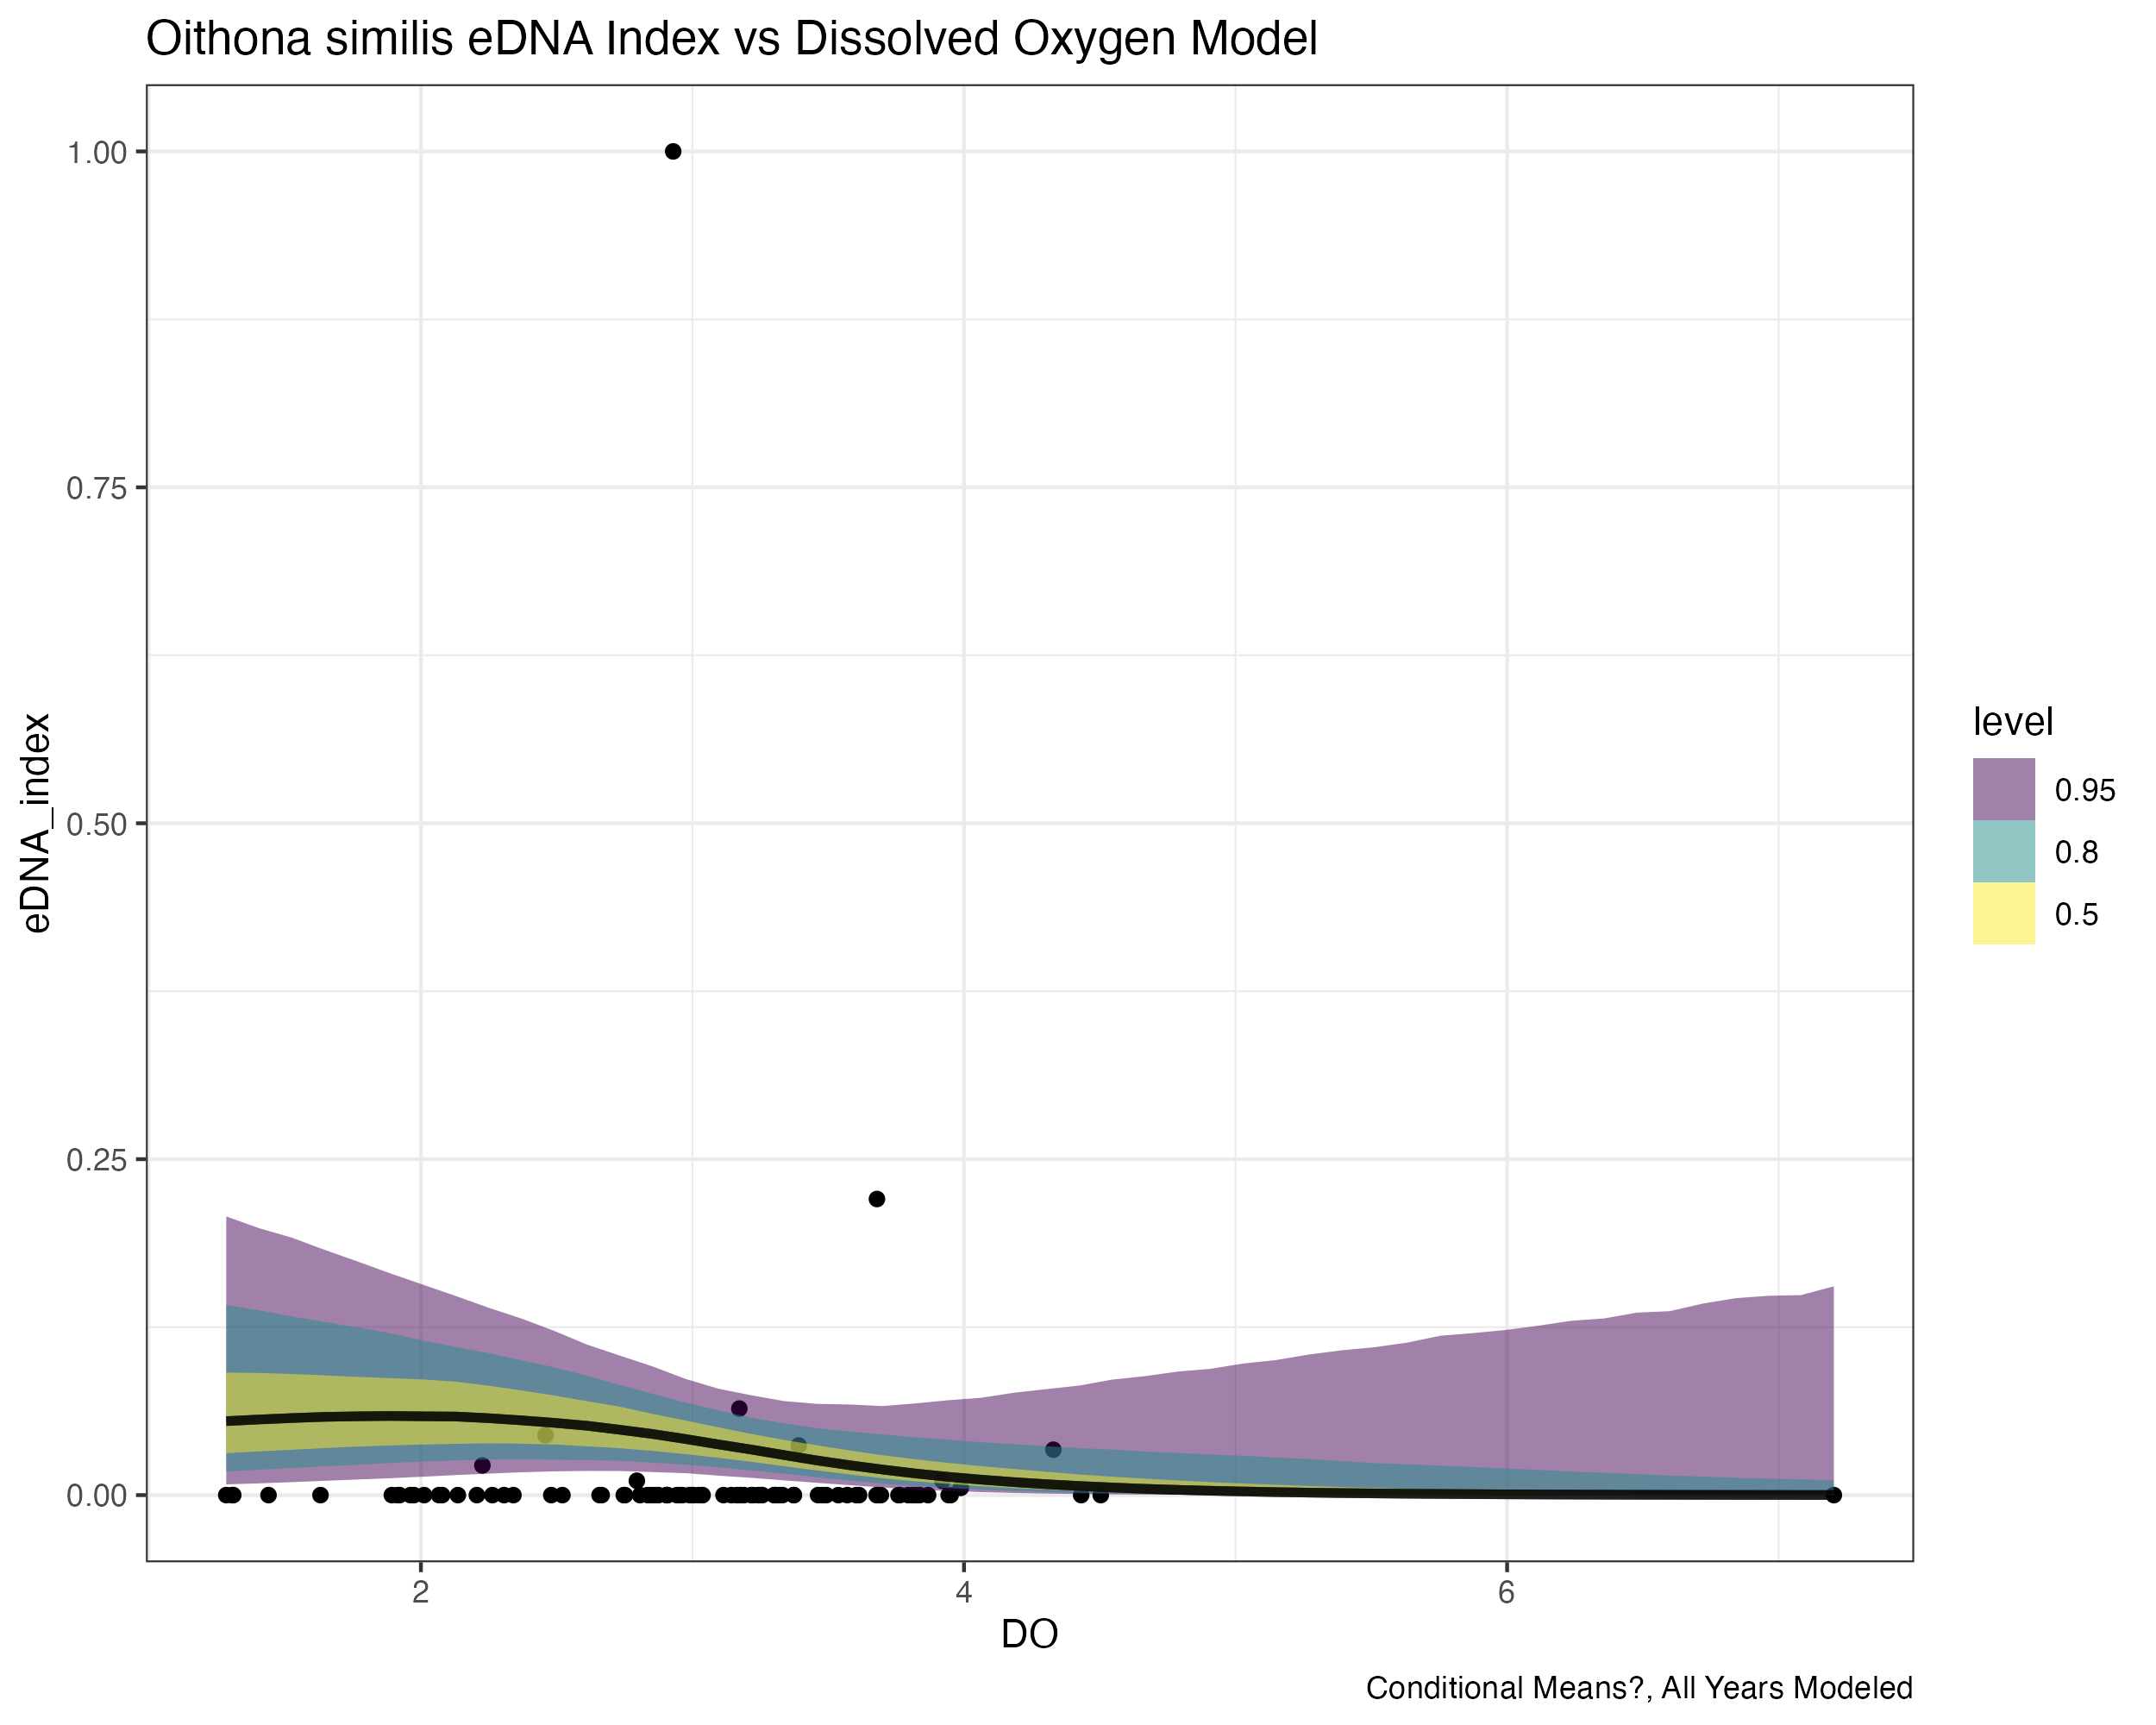 Oithona similis eDNA Index vs Dissolved Oxygen Model
1.00
0.75
0.50
0.25
0.00
eDNA_index
2 4 6
DO
level
0.95
0.8
0.5
Conditional Means?, All Years Modeled